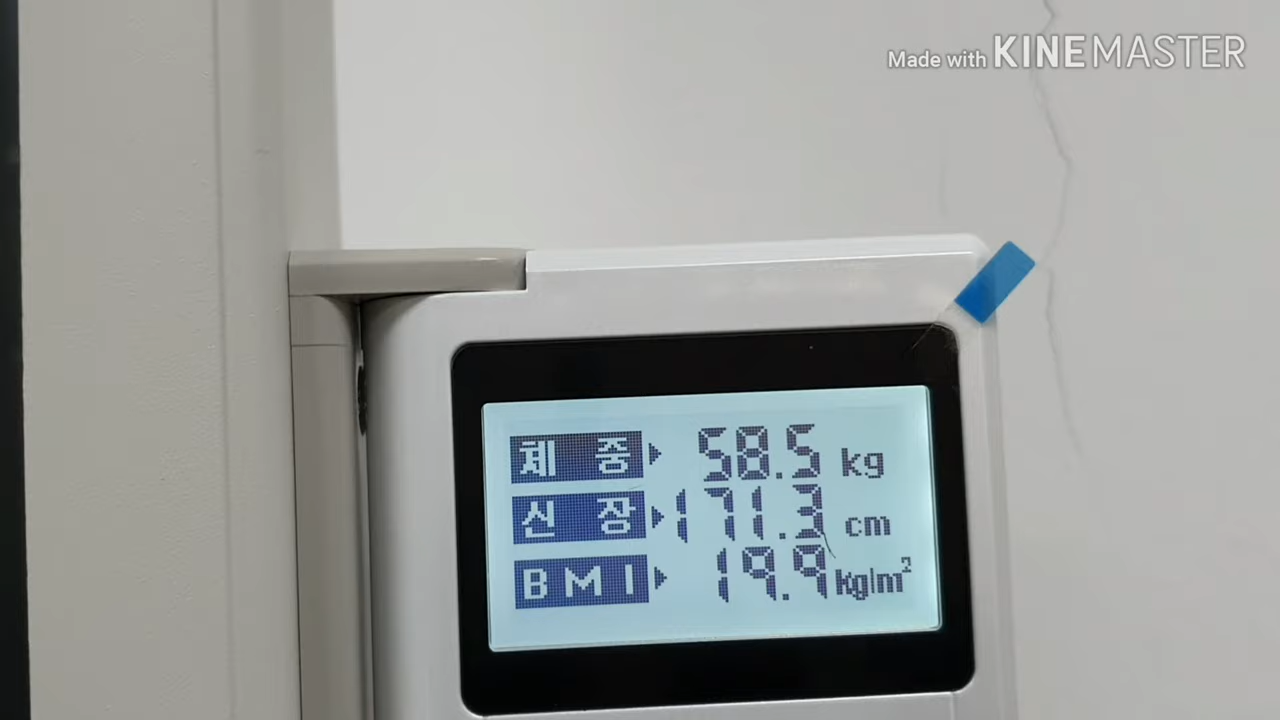 Made with KINEMASTER
체 중 58.5 kg
신 장 171.3 cm
BMI 19.9 kg/m²